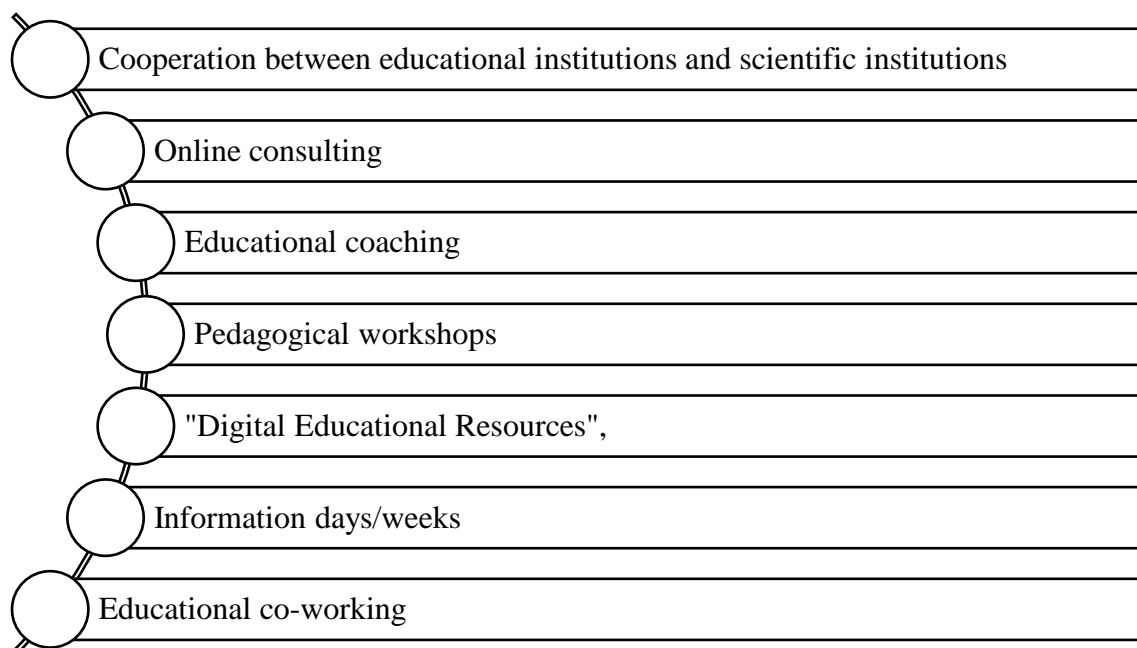 Cooperation between educational institutions and scientific institutions
Online consulting
Educational coaching
Pedagogical workshops
"Digital Educational Resources",
Information days/weeks
Educational co-working